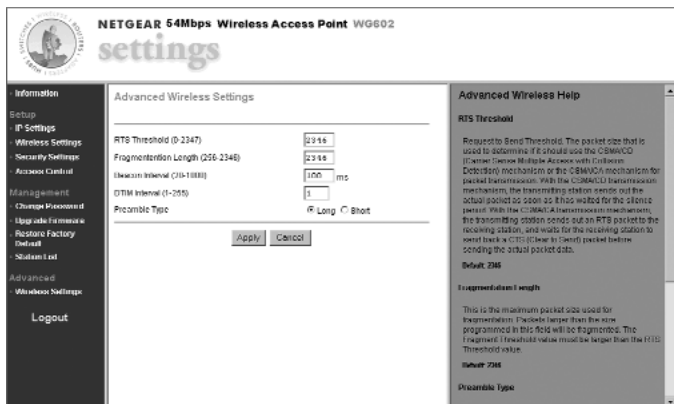 NETGEAR 54Mbps Wireless Access Point WG602
settings
Information
Setup
IP Settings
Wireless Settings
Security Settings
Access Control
Management
Change Password
Upgrade Firmware
Restore Factory
Default
Station List
Advanced
Wireless Settings
Logout
Advanced Wireless Settings
RTS Threshold (0-2347) 2346
Fragmentention Length (256-2346) 2346
Beacon Interval (20-1000) 100 ms
DTIM Interval (1-255) 1
Preamble Type Long Short
Apply Cancel
Advanced Wireless Help
RTS Threshold
Request to Send Threshold. The packet size that is
used to determine if it should use the CSMA/CD
(Carrier Sense Multiple Access with Collision
Detection) mechanism or the CSMA/CA mechanism for
packet transmission. With the CSMA/CD transmission
mechanism, the transmitting station sends out the
actual packet as soon as it has waited for the silence
period. With the CSMA/CA transmission mechanism,
the transmitting station sends out an RTS packet to the
receiving station, and waits for the receiving station to
send back a CTS (Clear to Send) packet before
sending the actual packet data.
Default: 2346
Fragmentation Length
This is the maximum packet size used for
fragmentation. Packets larger than the size
programmed in this field will be fragmented. The
Fragment Threshold value must be larger than the RTS
Threshold value.
Default: 2346
Preamble Type